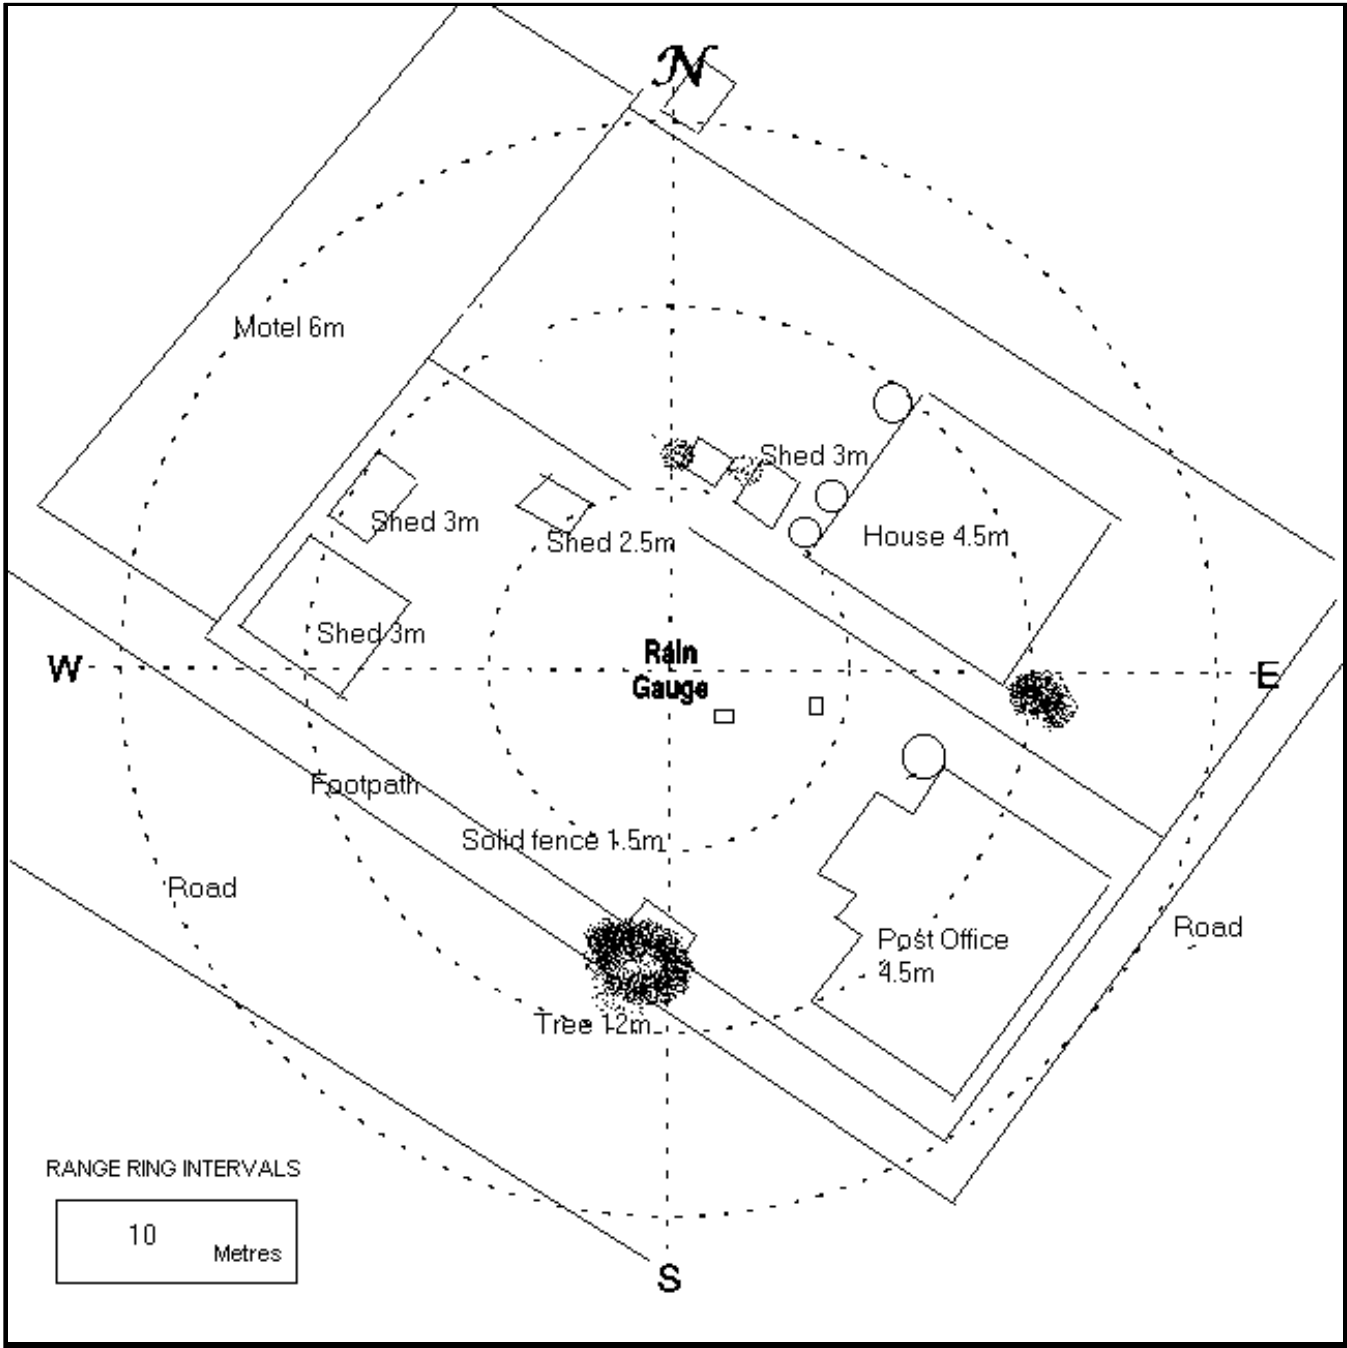 N
Motel 6m
Shed 3m
Shed 3m
Shed 2.5m
House 4.5m
Shed 3m
W
Rain
Gauge
E
Footpath
Solid fence 1.5m
Road
Post Office
4.5m
Road
Tree 12m
RANGE RING INTERVALS
10
Metres
S